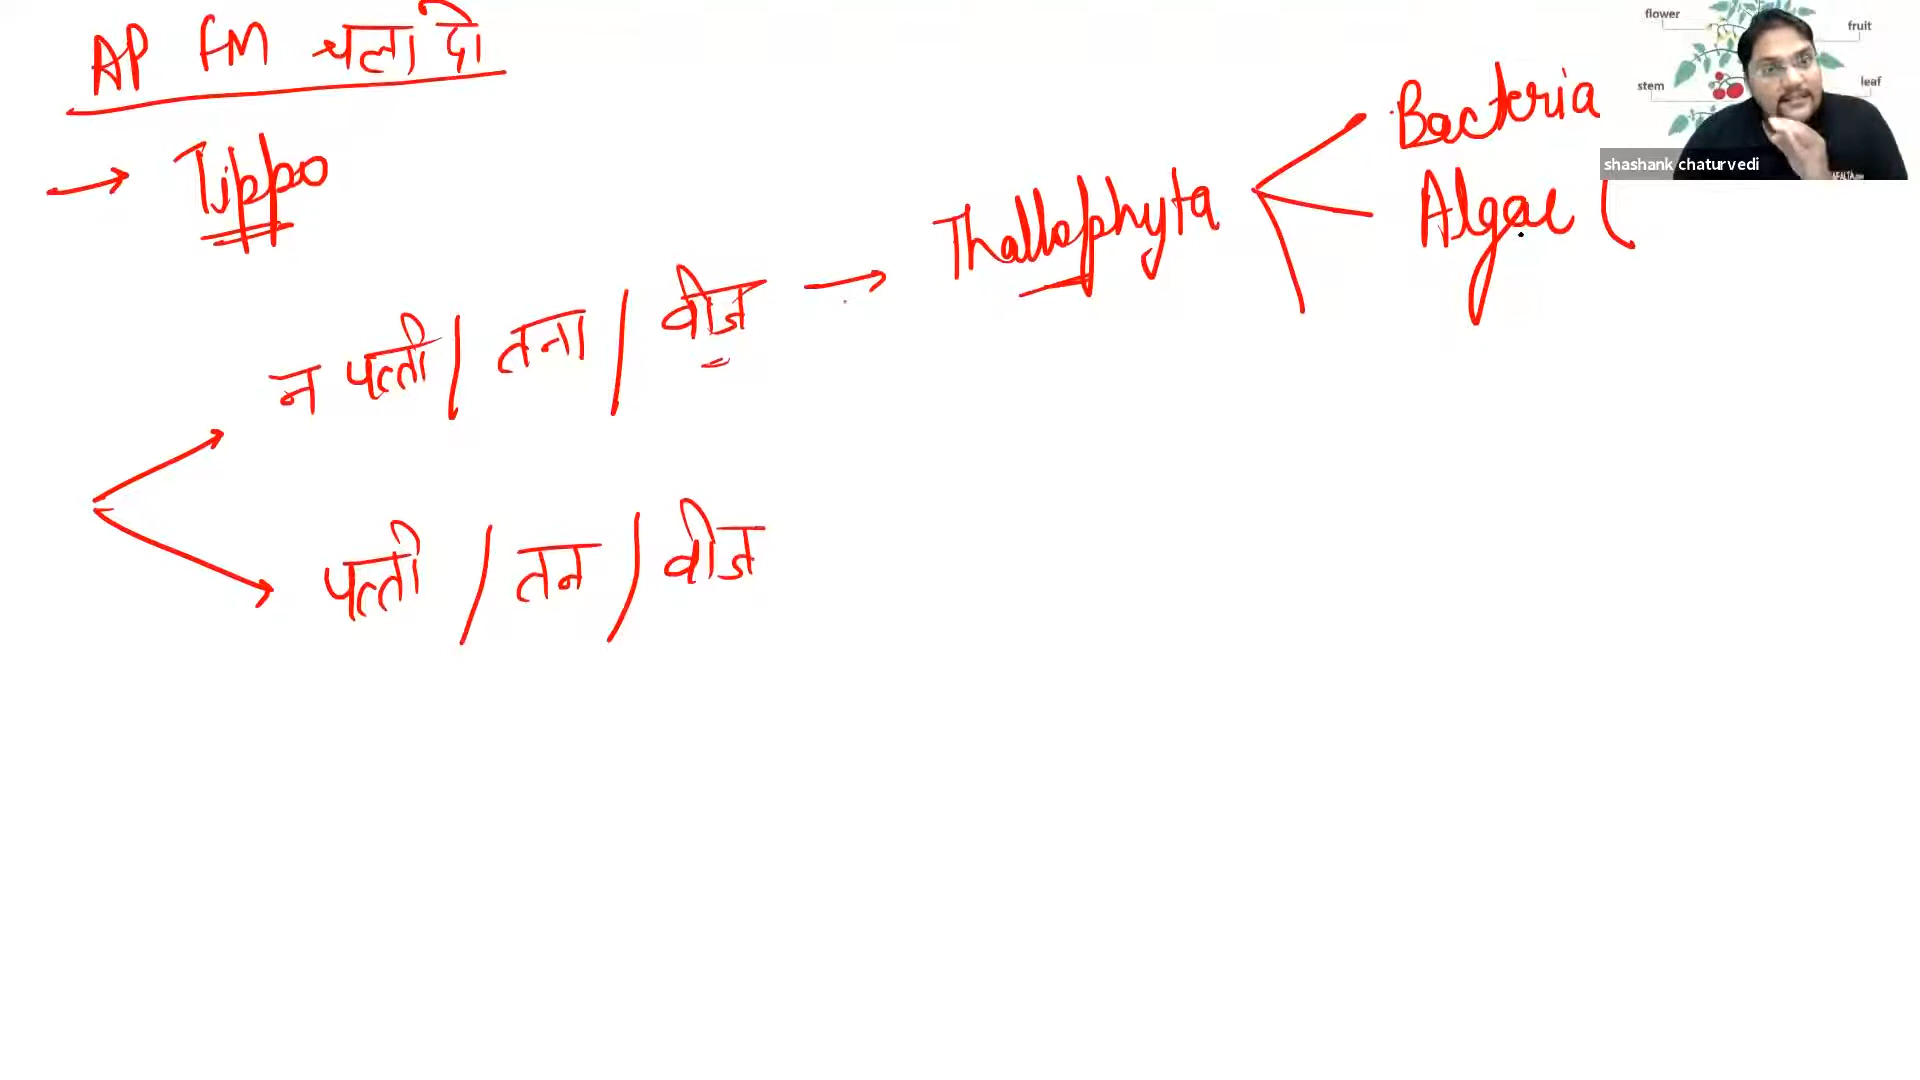 AP FM चला दो
→ Tippo
न पत्ती / तना / बीज → Thallophyta
Bacteria
Algae (
पत्ती / तन / बीज
flower
fruit
stem
leaf
shashank chaturvedi